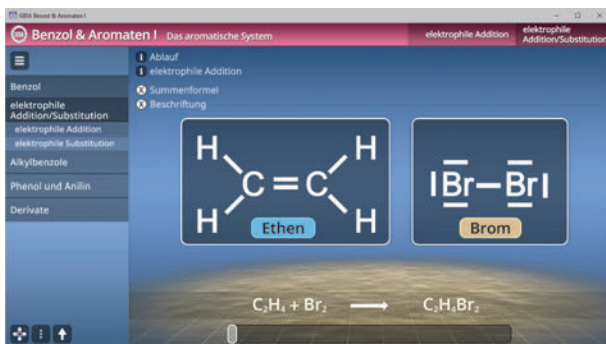 GIDA Benzol & Aromaten I
Benzol & Aromaten I Das aromatische System
elektrophile Addition
elektrophile
Addition/Substitution
Benzol
elektrophile
Addition/Substitution
elektrophile Addition
elektrophile Substitution
Alkylbenzole
Phenol und Anilin
Derivate
i Ablauf
i elektrophile Addition
X Summenformel
X Beschriftung
H H
C=C
H H
Ethen
|Br–Br|
Brom
C₂H₄ + Br₂ ⟶ C₂H₄Br₂